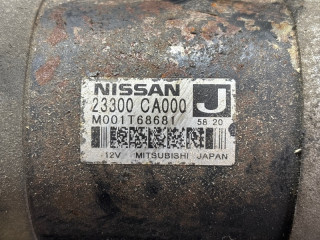 NISSAN
23300 CA000 J
M001T68681 58 20
12V MITSUBISHI JAPAN